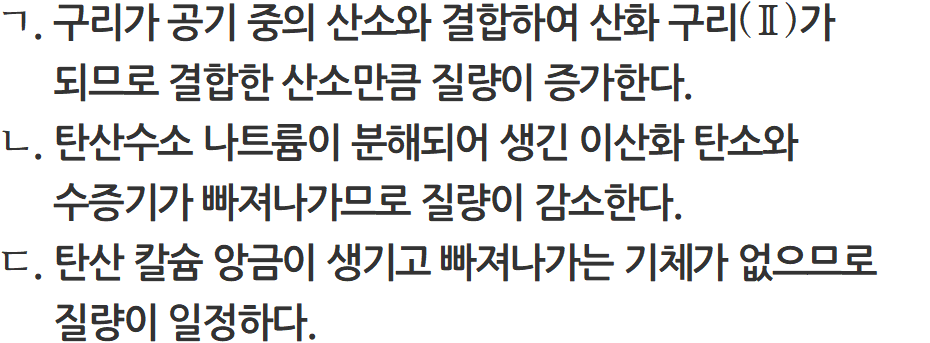 ㄱ. 구리가 공기 중의 산소와 결합하여 산화 구리(Ⅱ)가
되므로 결합한 산소만큼 질량이 증가한다.
ㄴ. 탄산수소 나트륨이 분해되어 생긴 이산화 탄소와
수증기가 빠져나가므로 질량이 감소한다.
ㄷ. 탄산 칼슘 앙금이 생기고 빠져나가는 기체가 없으므로
질량이 일정하다.